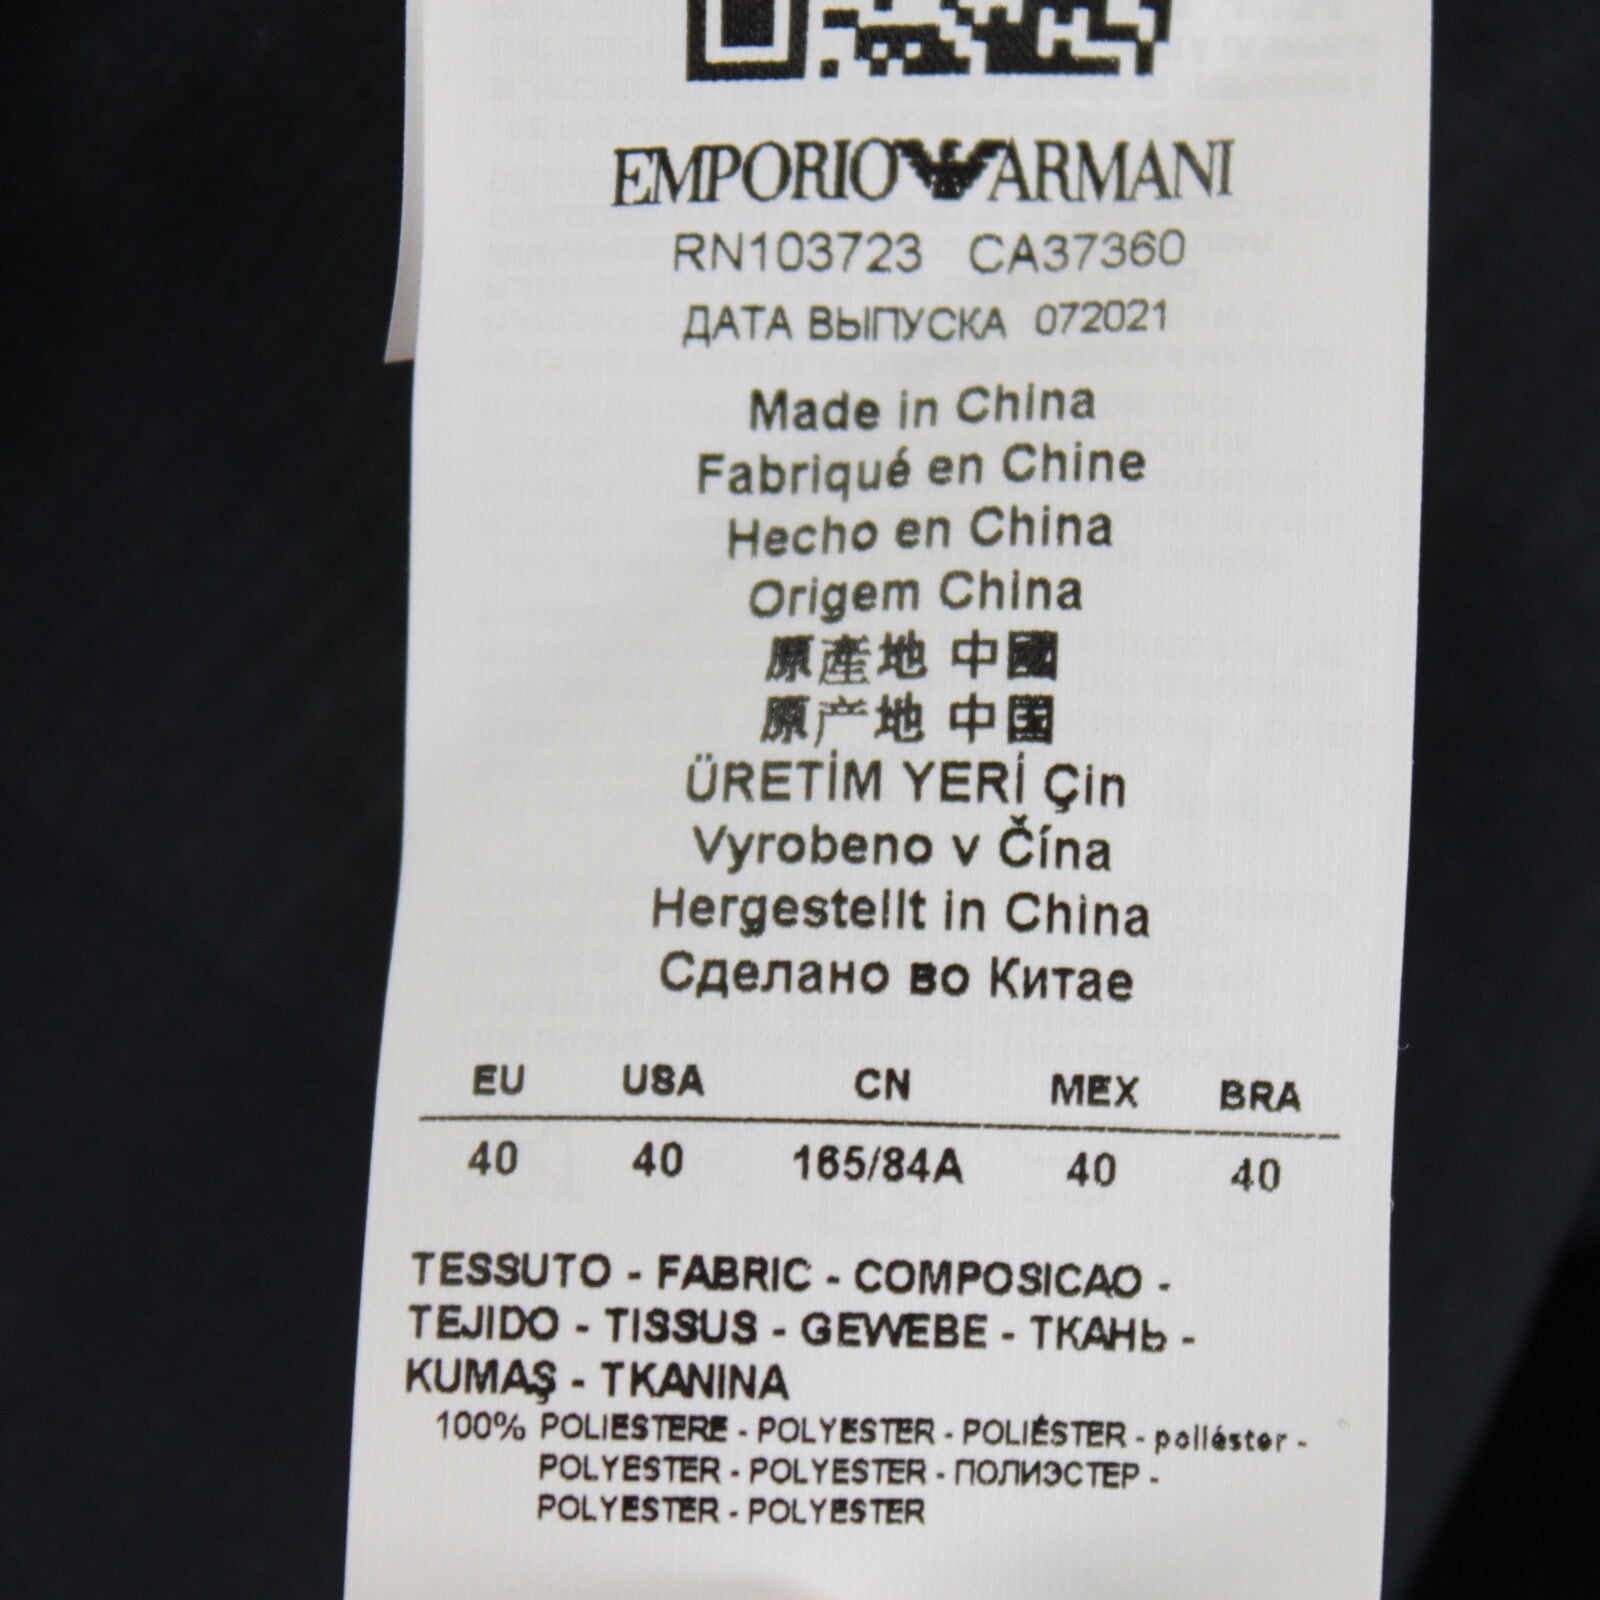 EMPORIO ARMANI
RN103723 CA37360
ДАТА ВЫПУСКА 072021
Made in China
Fabriqué en Chine
Hecho en China
Origem China
原產地 中國
原产地 中国
ÜRETİM YERİ Çin
Vyrobeno v Čína
Hergestellt in China
Сделано во Китае
EU USA CN MEX BRA
40 40 165/84A 40 40
TESSUTO - FABRIC - COMPOSICAO -
TEJIDO - TISSUS - GEWEBE - ТКАНЬ -
KUMAŞ - TKANINA
100% POLIESTERE - POLYESTER - POLIÉSTER - poliéster -
POLYESTER - POLYESTER - ПОЛИЭСТЕР -
POLYESTER - POLYESTER